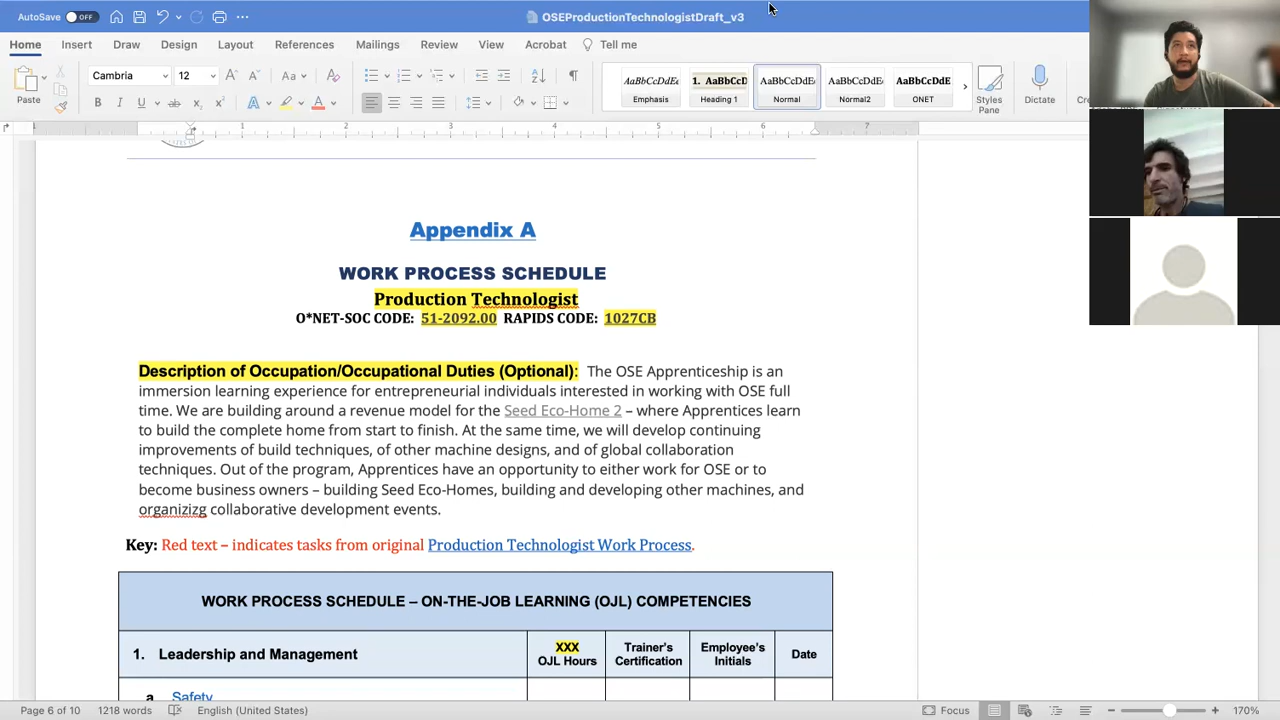 AutoSave OFF
OSEProductionTechnologistDraft_v3
Home Insert Draw Design Layout References Mailings Review View Acrobat Tell me
Paste
Cambria 12
AaBbCcDdEe AaBbCcDdEe AaBbCcDdEe AaBbCcDdE
Emphasis Heading 1 Normal Normal2 ONET
Styles Pane
Dictate
1 2 3 4 5 6 7
Appendix A
WORK PROCESS SCHEDULE
Production Technologist
O*NET-SOC CODE: 51-2092.00 RAPIDS CODE: 1027CB
Description of Occupation/Occupational Duties (Optional): The OSE Apprenticeship is an
immersion learning experience for entrepreneurial individuals interested in working with OSE full
time. We are building around a revenue model for the Seed Eco-Home 2 – where Apprentices learn
to build the complete home from start to finish. At the same time, we will develop continuing
improvements of build techniques, of other machine designs, and of global collaboration
techniques. Out of the program, Apprentices have an opportunity to either work for OSE or to
become business owners – building Seed Eco-Homes, building and developing other machines, and
organizizg collaborative development events.
Key: Red text – indicates tasks from original Production Technologist Work Process.
WORK PROCESS SCHEDULE – ON-THE-JOB LEARNING (OJL) COMPETENCIES
1. Leadership and Management
XXX
OJL Hours
Trainer's
Certification
Employee's
Initials
Date
a. Safety
Page 6 of 10 1218 words English (United States) Focus 170%